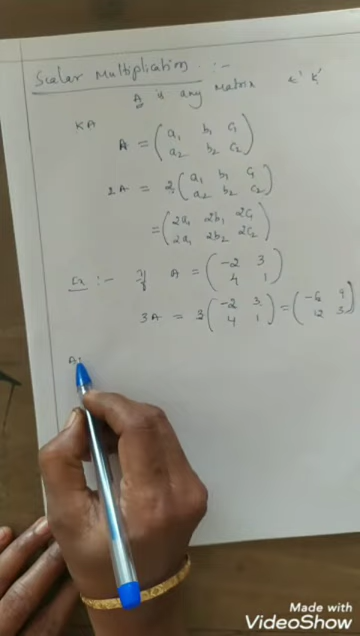 Scalar Multiplication :-
A is any Matrix 'k'
KA
A = (a₁ b₁ c₁
a₂ b₂ c₂)
2A = 2 (a₁ b₁ c₁
a₂ b₂ c₂)
= (2a₁ 2b₁ 2c₁
2a₁ 2b₂ 2c₂)
Ex :- If A = (-2 3
4 1)
3A = 3 (-2 3
4 1) = (-6 9
12 3)
A
Made with
VideoShow